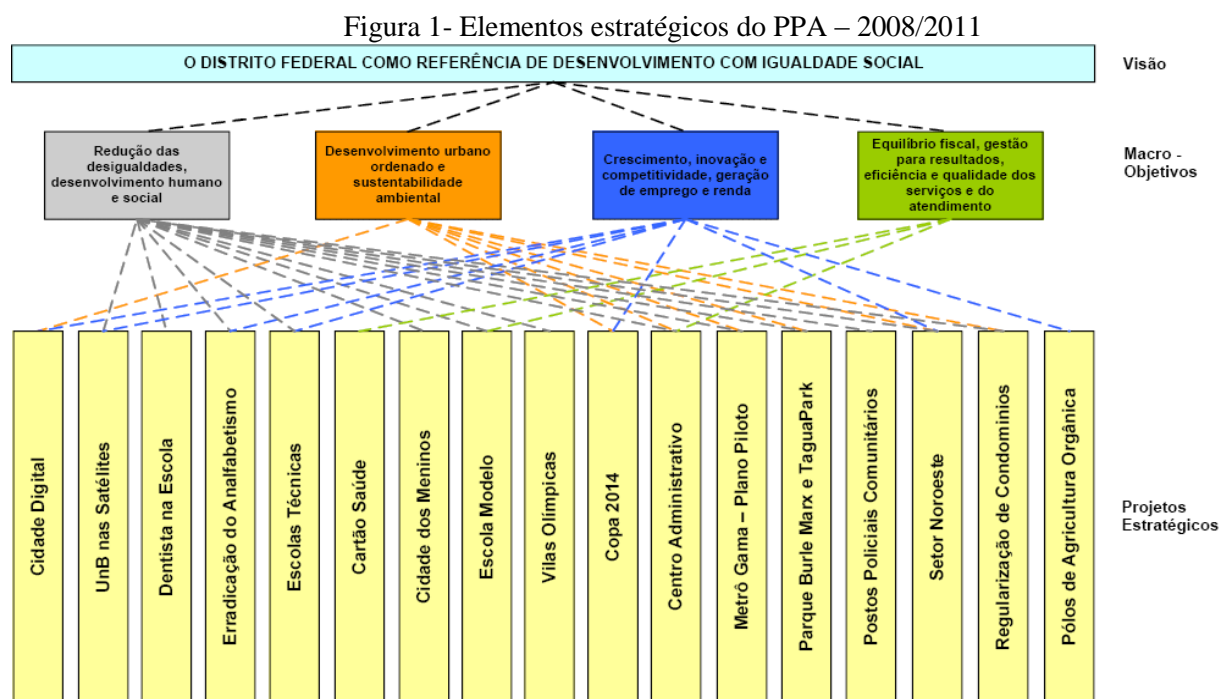 Figura 1- Elementos estratégicos do PPA – 2008/2011
O DISTRITO FEDERAL COMO REFERÊNCIA DE DESENVOLVIMENTO COM IGUALDADE SOCIAL
Visão
Redução das
desigualdades,
desenvolvimento humano
e social
Desenvolvimento urbano
ordenado e
sustentabilidade
ambiental
Crescimento, inovação e
competitividade, geração
de emprego e renda
Equilíbrio fiscal, gestão
para resultados,
eficiência e qualidade dos
serviços e do
atendimento
Macro -
Objetivos
Cidade Digital
UnB nas Satélites
Dentista na Escola
Erradicação do Analfabetismo
Escolas Técnicas
Cartão Saúde
Cidade dos Meninos
Escola Modelo
Vilas Olímpicas
Copa 2014
Centro Administrativo
Metrô Gama – Plano Piloto
Parque Burle Marx e TaguaPark
Postos Policiais Comunitários
Setor Noroeste
Regularização de Condominios
Pólos de Agricultura Orgânica
Projetos
Estratégicos